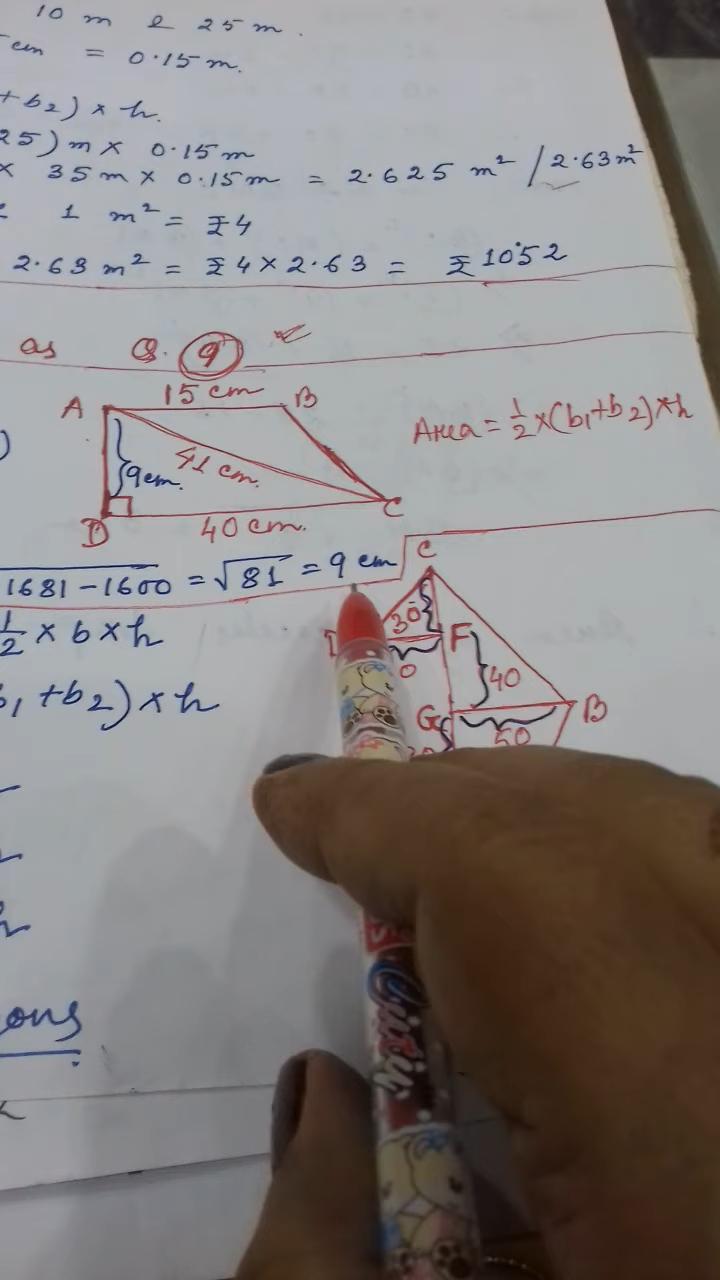 10 m & 25 m.
cm = 0.15 m.
+ b2) × h.
25) m × 0.15 m
× 35 m × 0.15 m = 2.625 m² / 2.63 m²
1 m² = ₹4
2.63 m² = ₹4 × 2.63 = ₹10.52
as Q. 9
A 15 cm B
Area = 1/2 × (b1 + b2) × h
41 cm.
9 cm.
D 40 cm. C
1681 - 1600 = √81 = 9 cm
C
1/2 × b × h
30 F
40
+ b2) × h
G B
50
ons